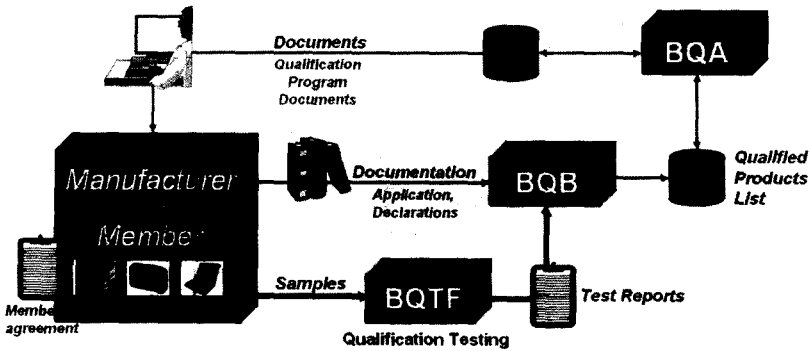 Documents
Qualification
Program
Documents
BQA
Manufacturer
Member
Documentation
Application,
Declarations
BQB
Qualified
Products
List
Samples
BQTF
Test Reports
agreement
Qualification Testing